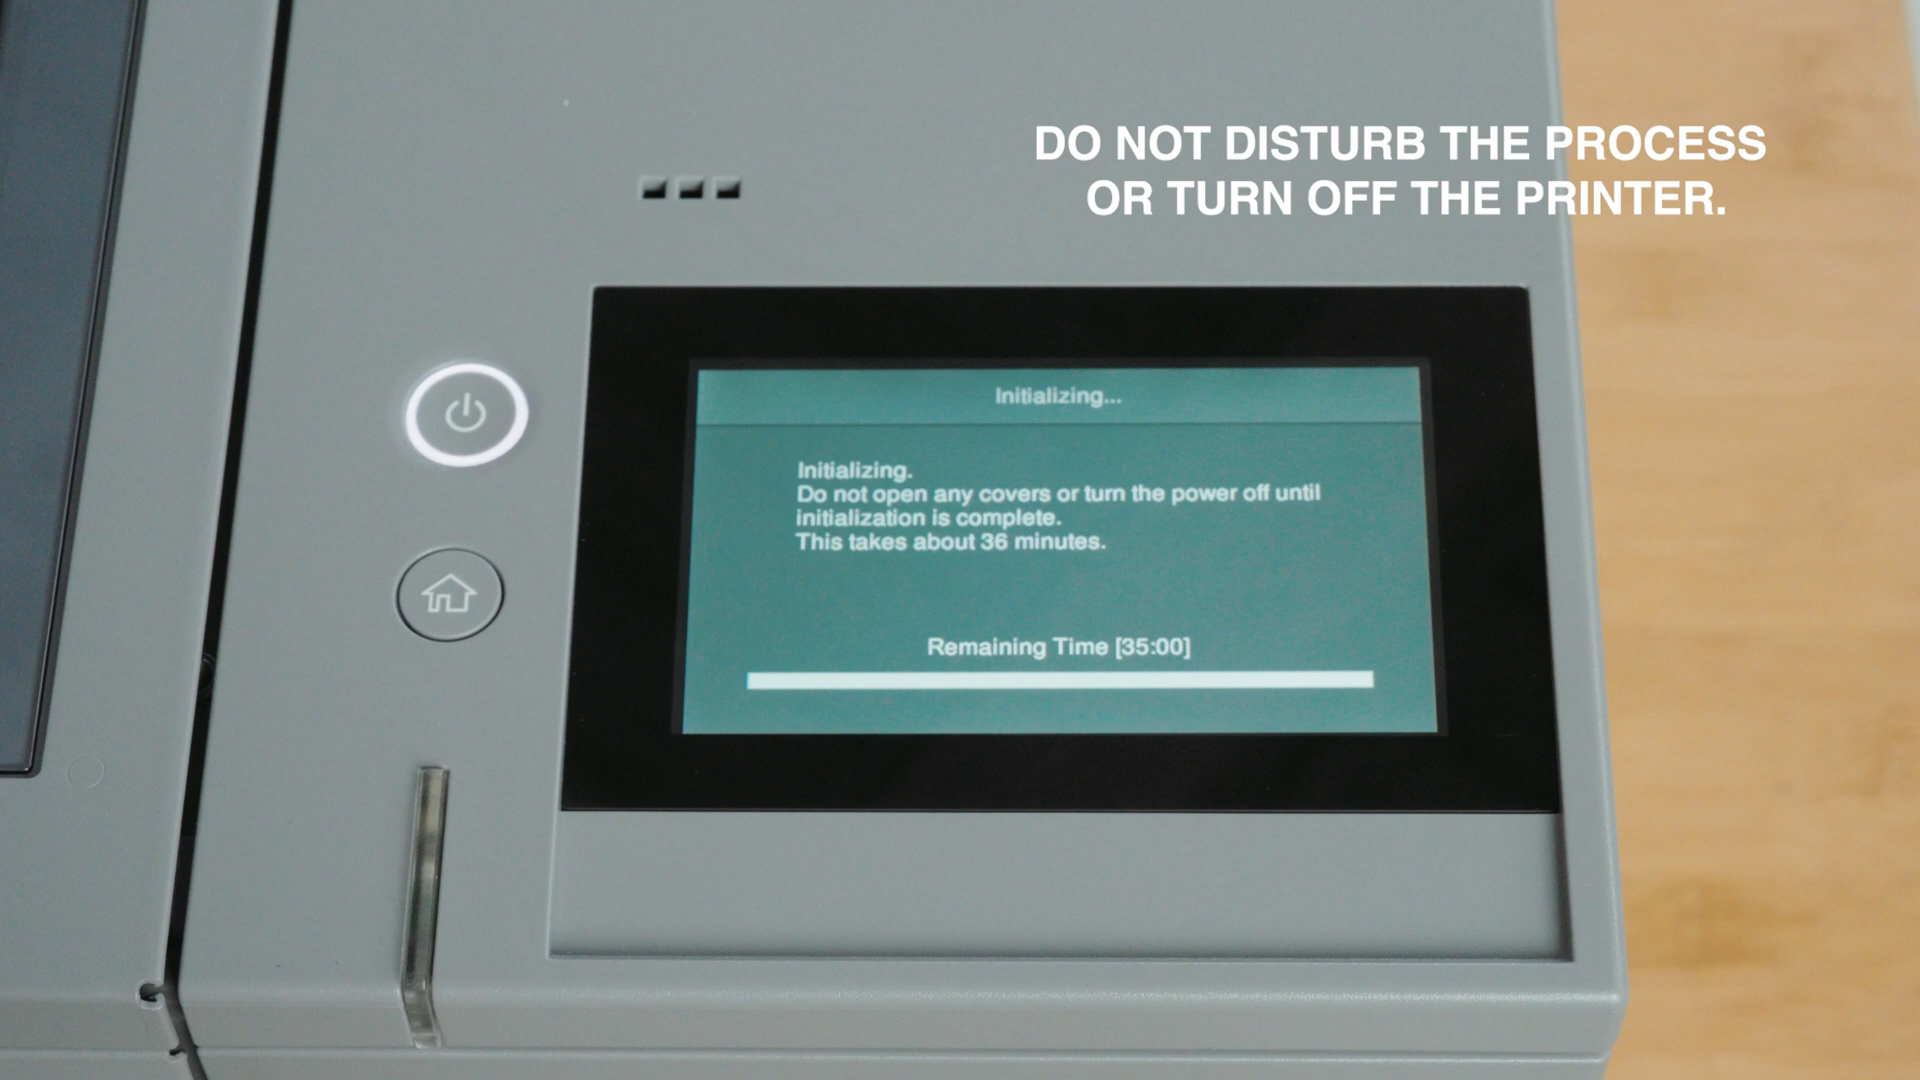 DO NOT DISTURB THE PROCESS
OR TURN OFF THE PRINTER.
Initializing...
Initializing.
Do not open any covers or turn the power off until
initialization is complete.
This takes about 36 minutes.
Remaining Time [35:00]